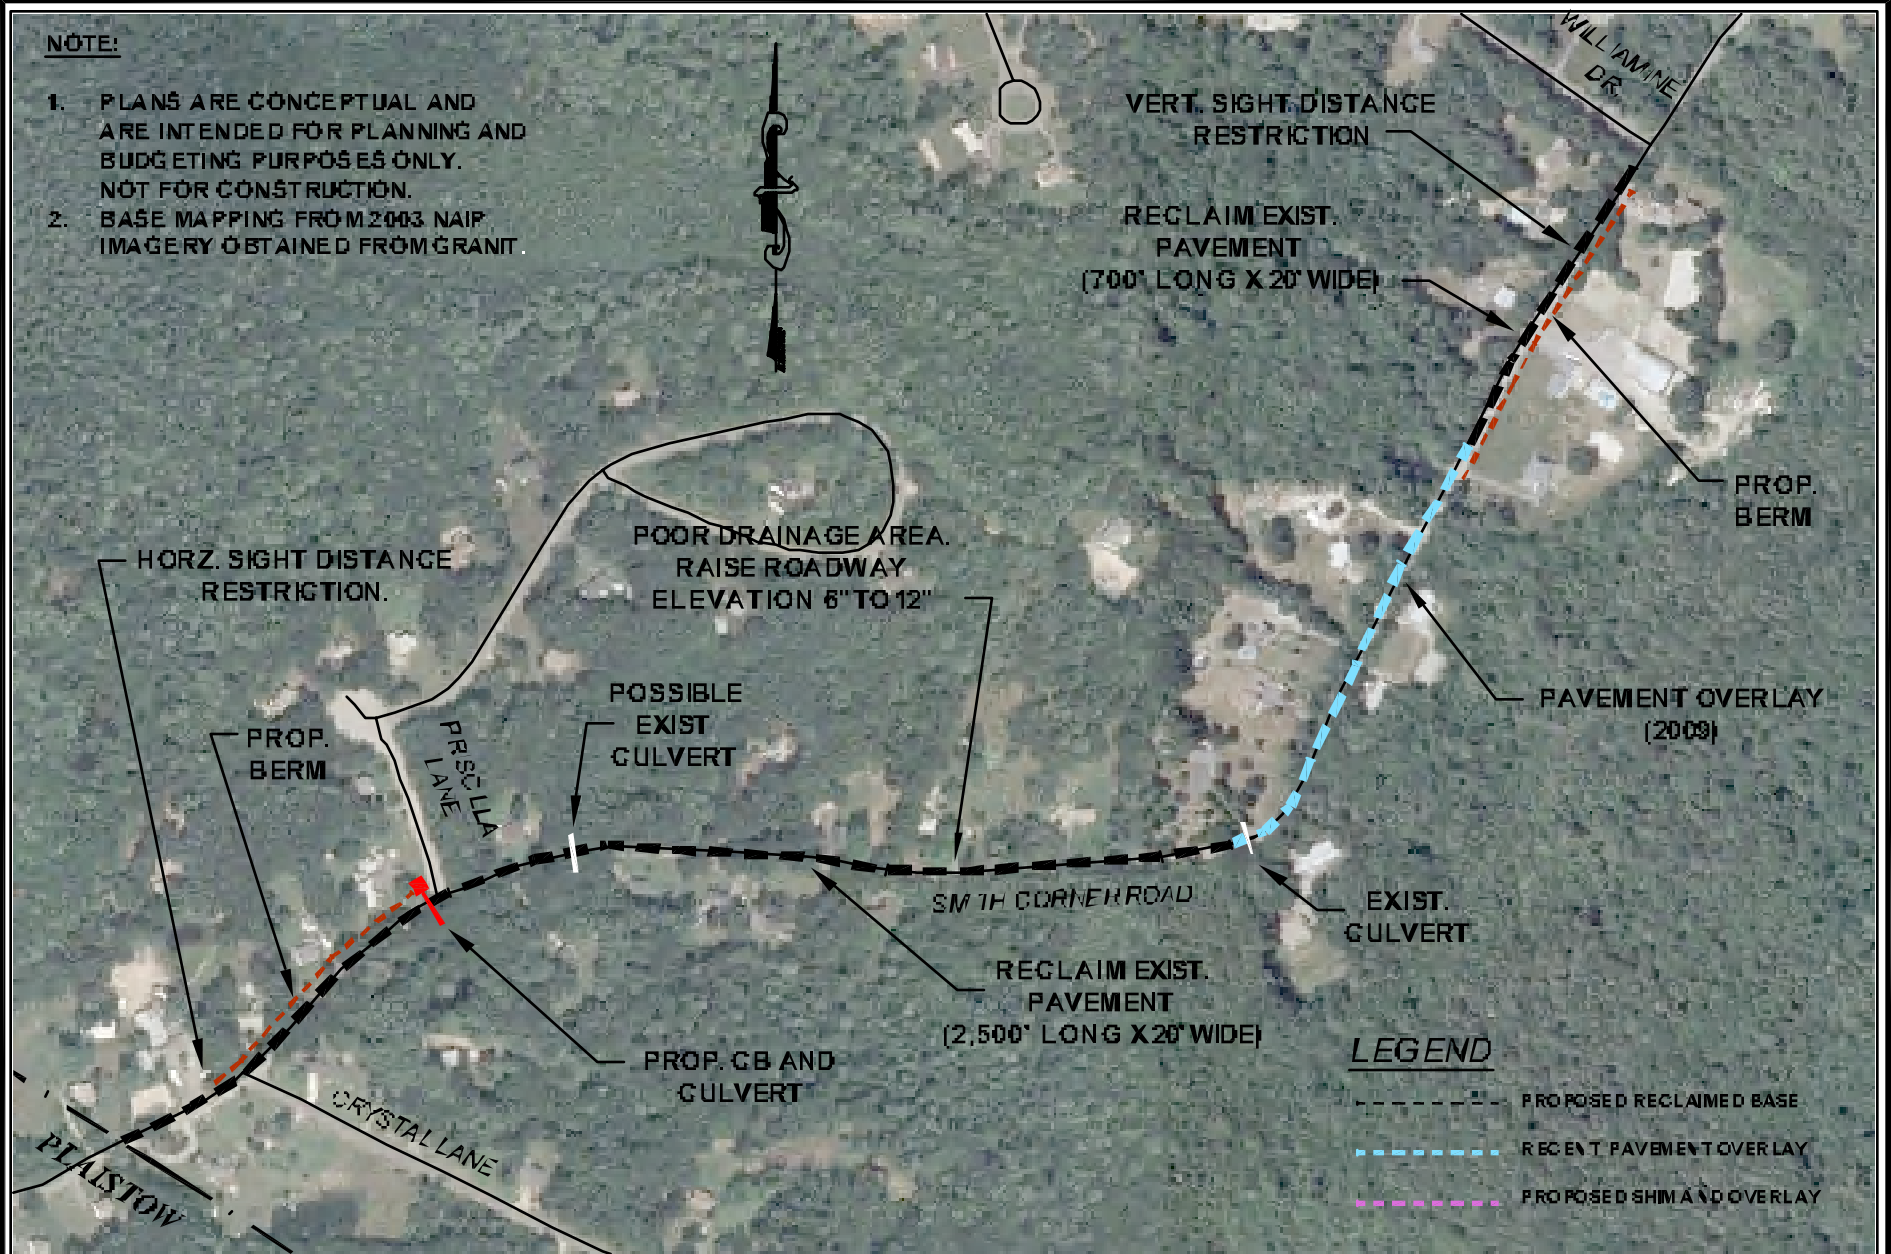 NOTE:
1. PLANS ARE CONCEPTUAL AND
ARE INTENDED FOR PLANNING AND
BUDGETING PURPOSES ONLY.
NOT FOR CONSTRUCTION.
2. BASE MAPPING FROM 2003 NAIP
IMAGERY OBTAINED FROM GRANIT.
WILLIAMINE
DR.
VERT. SIGHT DISTANCE
RESTRICTION
RECLAIM EXIST.
PAVEMENT
(700' LONG X 20' WIDE)
PROP.
BERM
POOR DRAINAGE AREA.
RAISE ROADWAY
ELEVATION 6" TO 12"
HORZ. SIGHT DISTANCE
RESTRICTION.
POSSIBLE
EXIST
CULVERT
PAVEMENT OVERLAY
(2009)
PROP.
BERM
PRISCILLA
LANE
SMITH CORNER ROAD
EXIST.
CULVERT
RECLAIM EXIST.
PAVEMENT
(2,500' LONG X 20' WIDE)
PROP. CB AND
CULVERT
CRYSTAL LANE
PLAISTOW
LEGEND
PROPOSED RECLAIMED BASE
RECENT PAVEMENT OVERLAY
PROPOSED SHIM AND OVERLAY